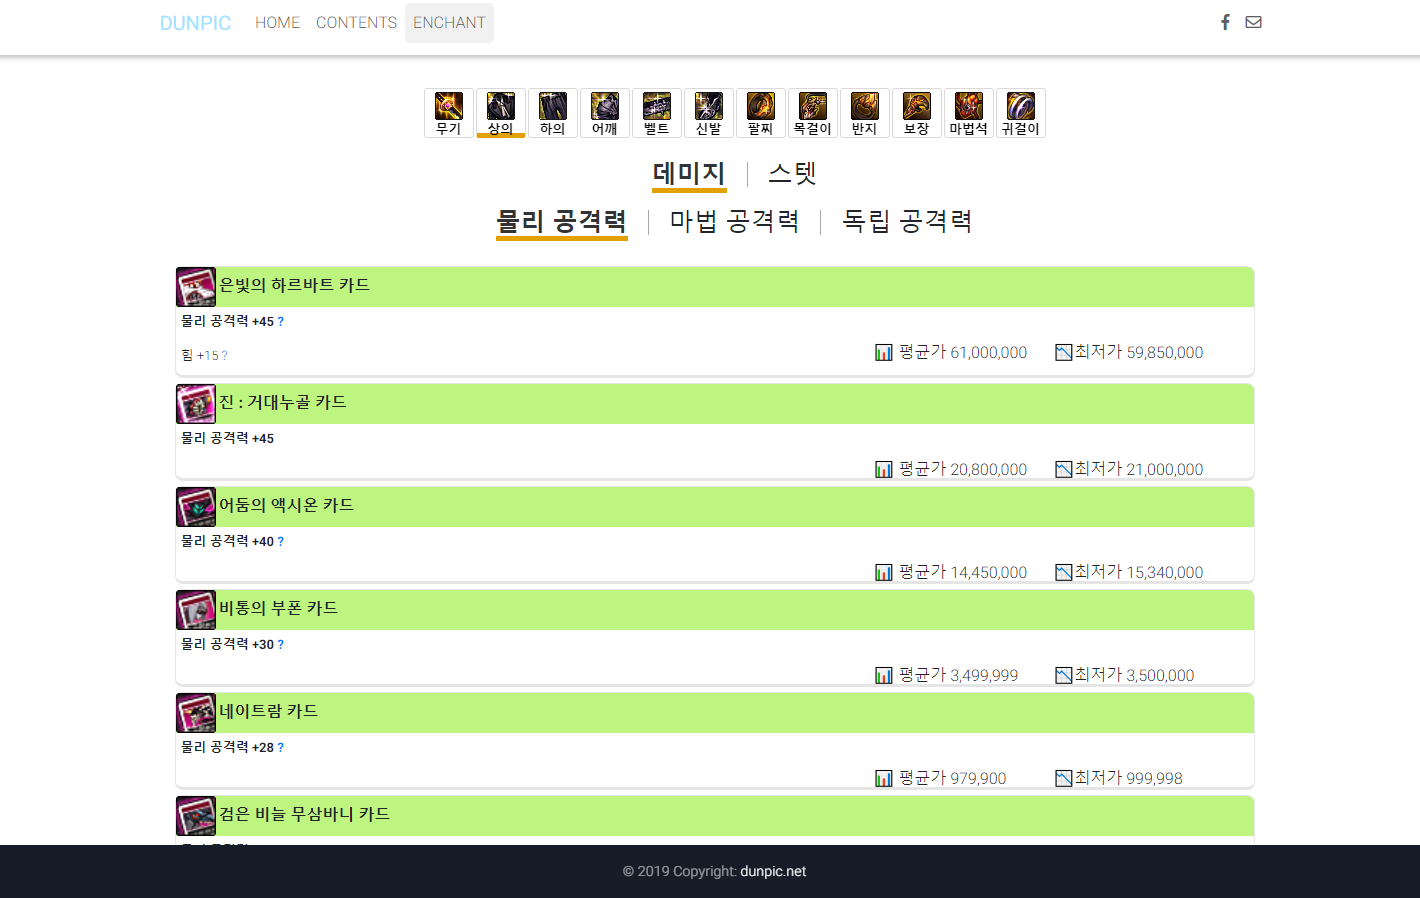 DUNPIC HOME CONTENTS ENCHANT
무기 상의 하의 어깨 벨트 신발 팔찌 목걸이 반지 보장 마법석 귀걸이
데미지 스텟
물리 공격력 마법 공격력 독립 공격력
은빛의 하르바트 카드
물리 공격력 +45 ?
힘 +15 ?
평균가 61,000,000 최저가 59,850,000
진 : 거대누골 카드
물리 공격력 +45
평균가 20,800,000 최저가 21,000,000
어둠의 액시온 카드
물리 공격력 +40 ?
평균가 14,450,000 최저가 15,340,000
비통의 부폰 카드
물리 공격력 +30 ?
평균가 3,499,999 최저가 3,500,000
네이트람 카드
물리 공격력 +28 ?
평균가 979,900 최저가 999,998
검은 비늘 무삼바니 카드
© 2019 Copyright: dunpic.net